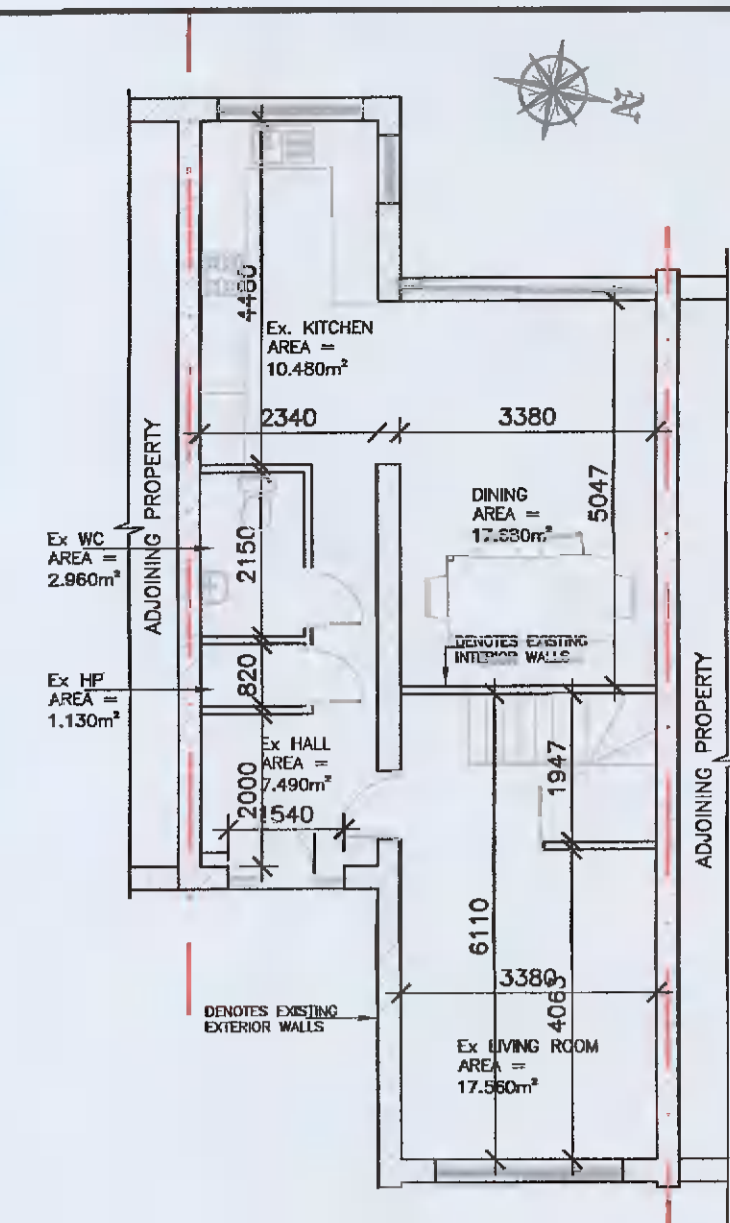 N
4460
Ex. KITCHEN
AREA =
10.480m²
2340
3380
5047
DINING
AREA =
ADJOINING PROPERTY
Ex WC
AREA =
2.960m²
2150
DENOTES EXISTING
INTERIOR WALLS
Ex HP
AREA =
1.130m²
820
Ex HALL
AREA =
7.490m²
2000
1540
1947
ADJOINING PROPERTY
6110
3380
4063
DENOTES EXISTING
EXTERIOR WALLS
Ex LIVING ROOM
AREA =
17.560m²